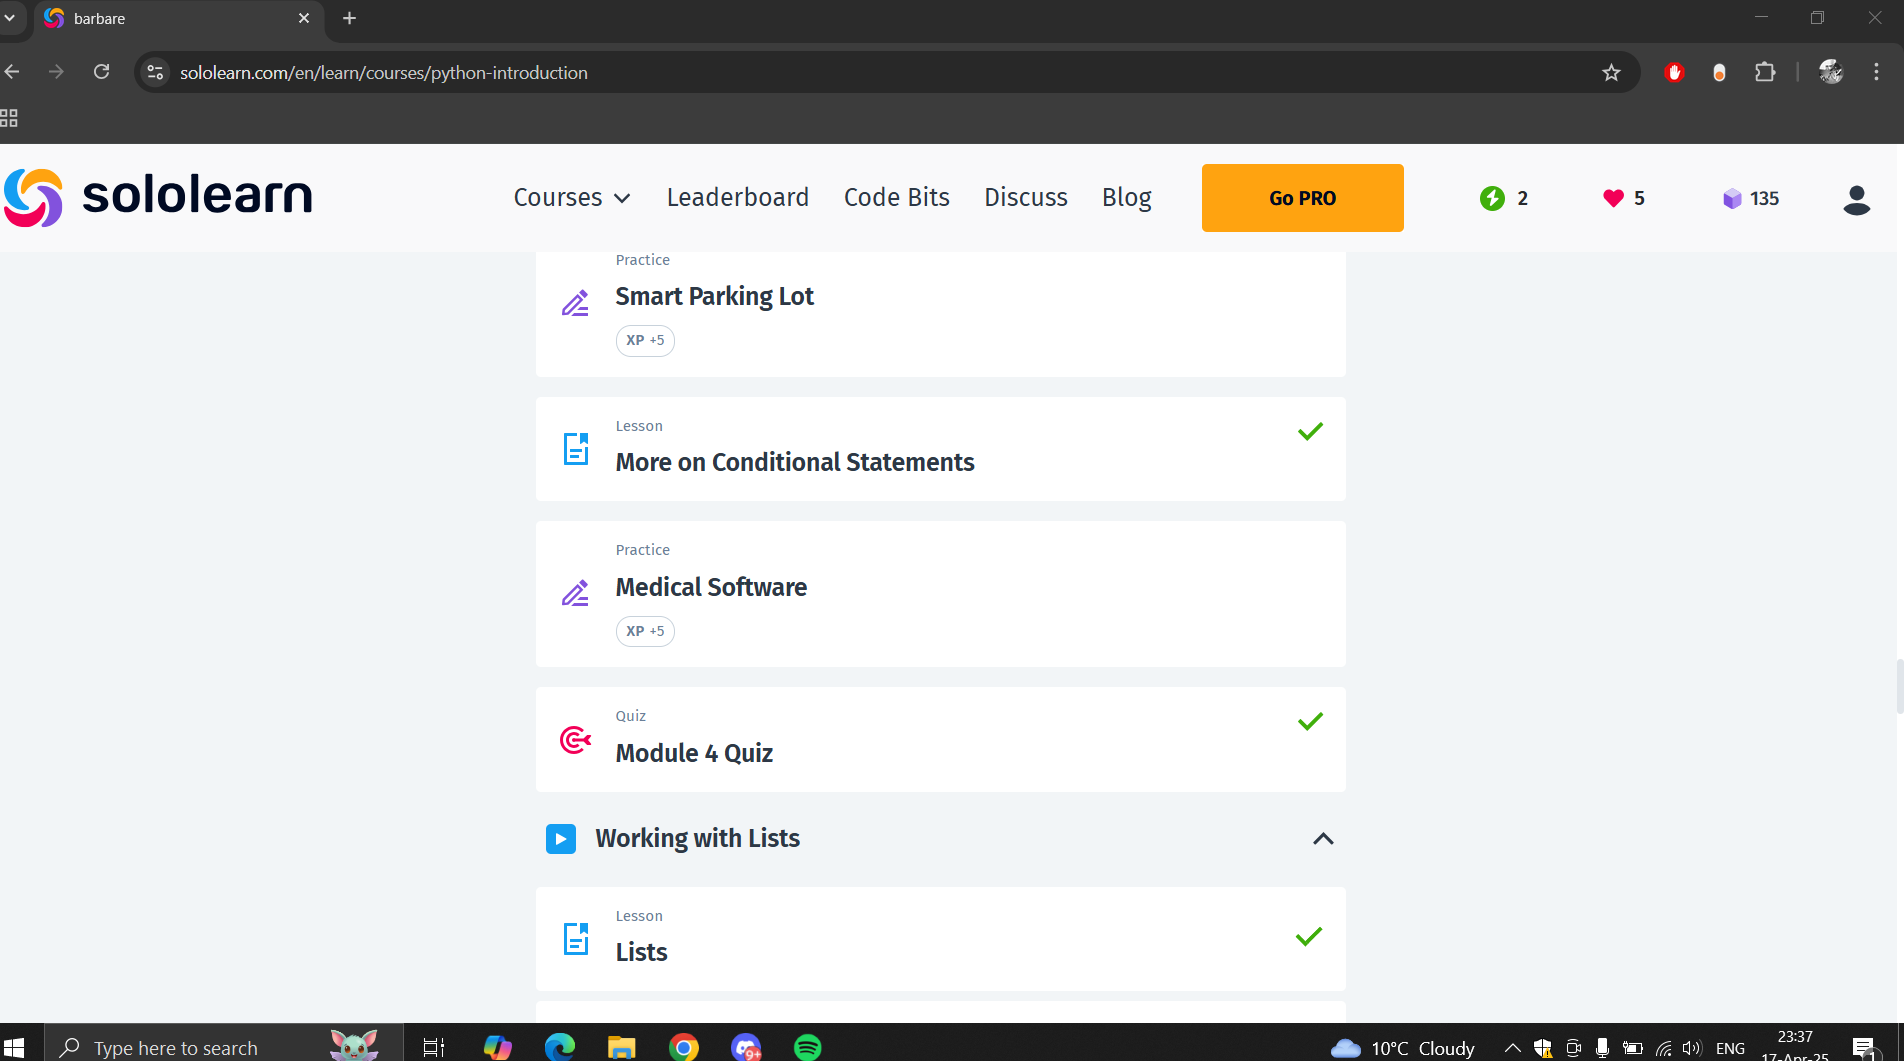 barbare
sololearn.com/en/learn/courses/python-introduction
sololearn
Courses
Leaderboard
Code Bits
Discuss
Blog
Go PRO
2
5
135
Practice
Smart Parking Lot
XP +5
Lesson
More on Conditional Statements
Practice
Medical Software
XP +5
Quiz
Module 4 Quiz
Working with Lists
Lesson
Lists
Type here to search
9+
10°C Cloudy
ENG
23:37
17-Apr-25
1